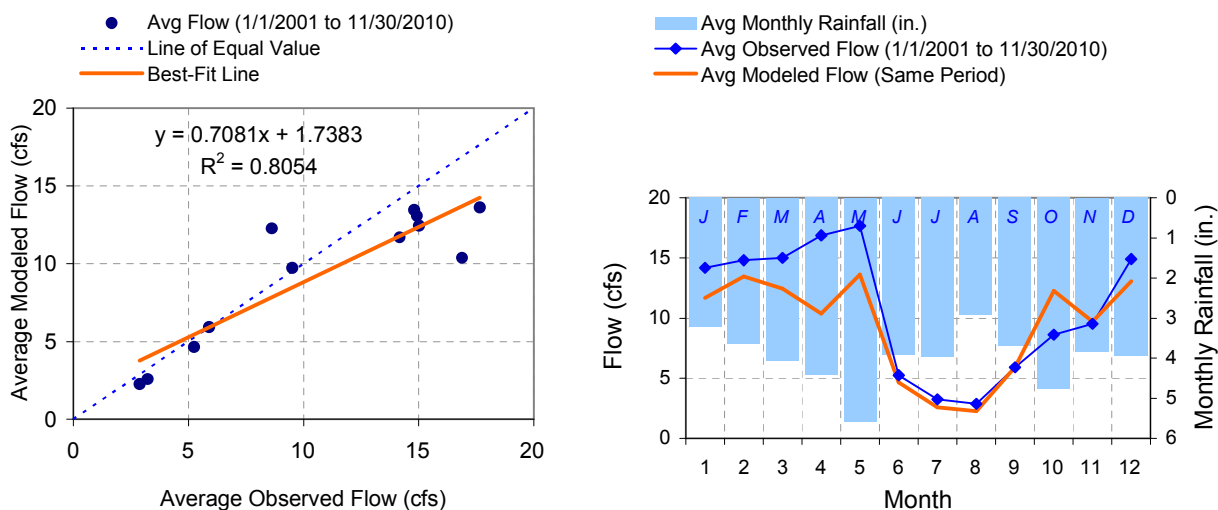 Avg Flow (1/1/2001 to 11/30/2010)
Line of Equal Value
Best-Fit Line
y = 0.7081x + 1.7383
R² = 0.8054
Average Modeled Flow (cfs)
20
15
10
5
0
0 5 10 15 20
Average Observed Flow (cfs)
Avg Monthly Rainfall (in.)
Avg Observed Flow (1/1/2001 to 11/30/2010)
Avg Modeled Flow (Same Period)
J F M A M J J A S O N D
Flow (cfs)
20
15
10
5
0
0
1
2
3
4
5
6
Monthly Rainfall (in.)
1 2 3 4 5 6 7 8 9 10 11 12
Month